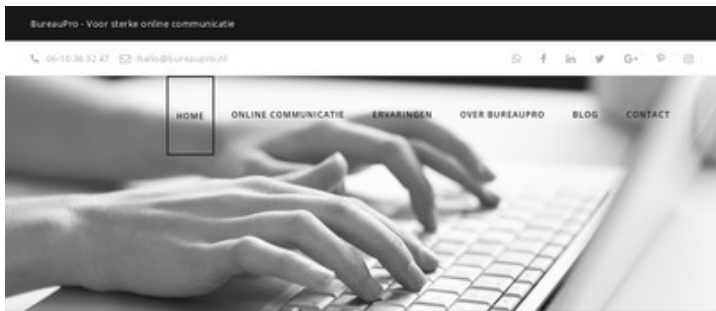 BureauPro - Voor sterke online communicatie
06-10 36 32 47 hallo@bureaupro.nl
HOME ONLINE COMMUNICATIE ERVARINGEN OVER BUREAUPRO BLOG CONTACT